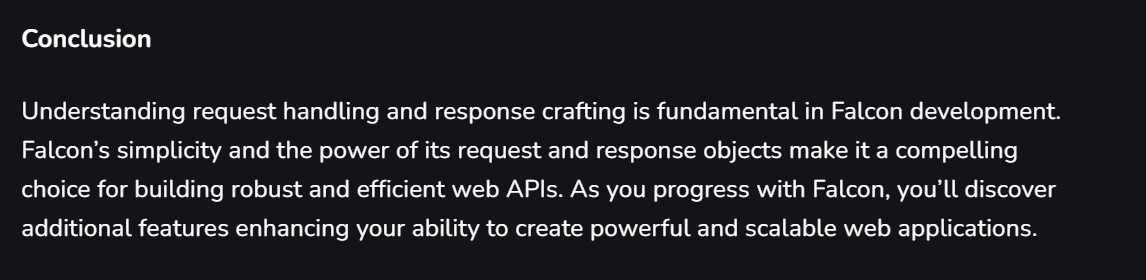 Conclusion
Understanding request handling and response crafting is fundamental in Falcon development.
Falcon’s simplicity and the power of its request and response objects make it a compelling
choice for building robust and efficient web APIs. As you progress with Falcon, you’ll discover
additional features enhancing your ability to create powerful and scalable web applications.